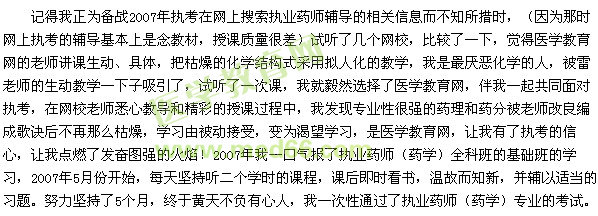 记得我正为备战2007年执考在网上搜索执业药师辅导的相关信息而不知所措时，（因为那时
网上执考的辅导基本上是念教材，授课质量很差）试听了几个网校，比较了一下，觉得医学教育
网的老师讲课生动、具体，把枯燥的化学结构式采用拟人化的教学，我是最厌恶化学的人，被雷
老师的生动教学一下子吸引了，试听了一次课，我就毅然选择了医学教育网，伴我一起共同面对
执考，在网校老师悉心教导和精彩的授课过程中，我发现专业性很强的药理和药分被老师改良编
成歌诀后不再那么枯燥，学习由被动接受，变为渴望学习，是医学教育网，让我有了执考的信
心，让我点燃了发奋图强的火焰！2007年我一口气报了执业药师（药学）全科班的基础班的学
习，2007年5月份开始，每天坚持听二个学时的课程，课后即时看书，温故而知新，并辅以适当的
习题。努力坚持了5个月，终于黄天不负有心人，我一次性通过了执业药师（药学）专业的考试。
医学教育网
www.med66.com